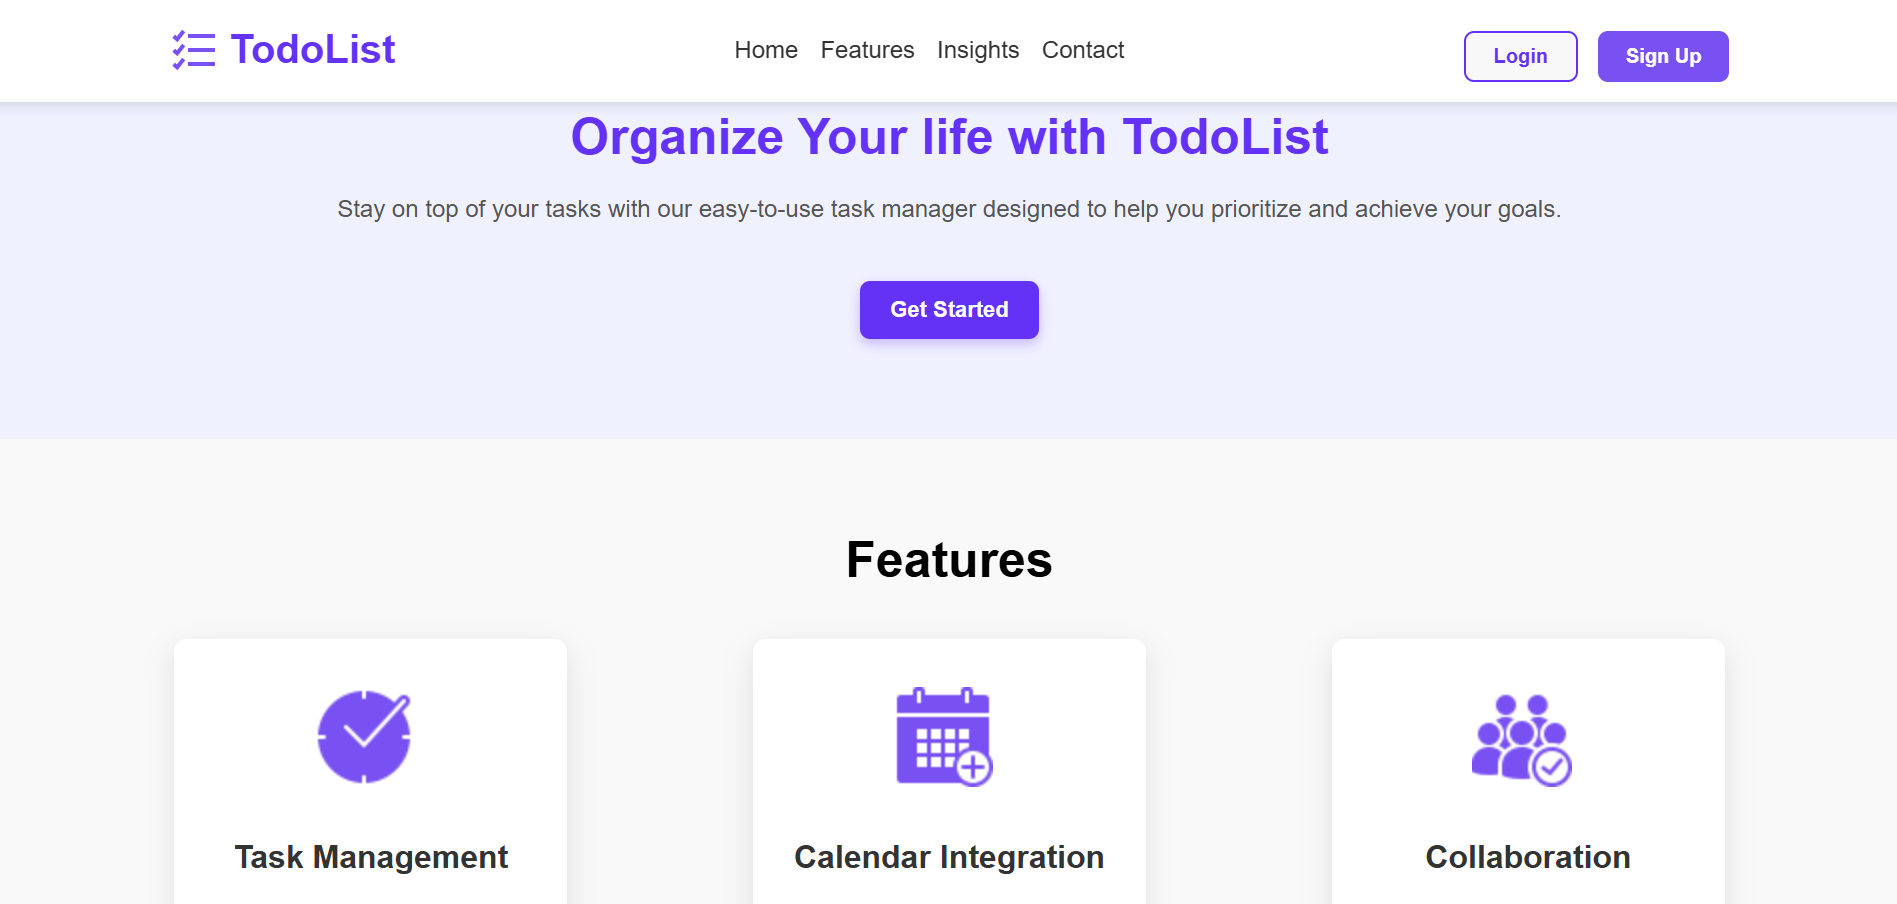 TodoList
Home Features Insights Contact
Login Sign Up
Organize Your life with TodoList
Stay on top of your tasks with our easy-to-use task manager designed to help you prioritize and achieve your goals.
Get Started
Features
Task Management
Calendar Integration
Collaboration